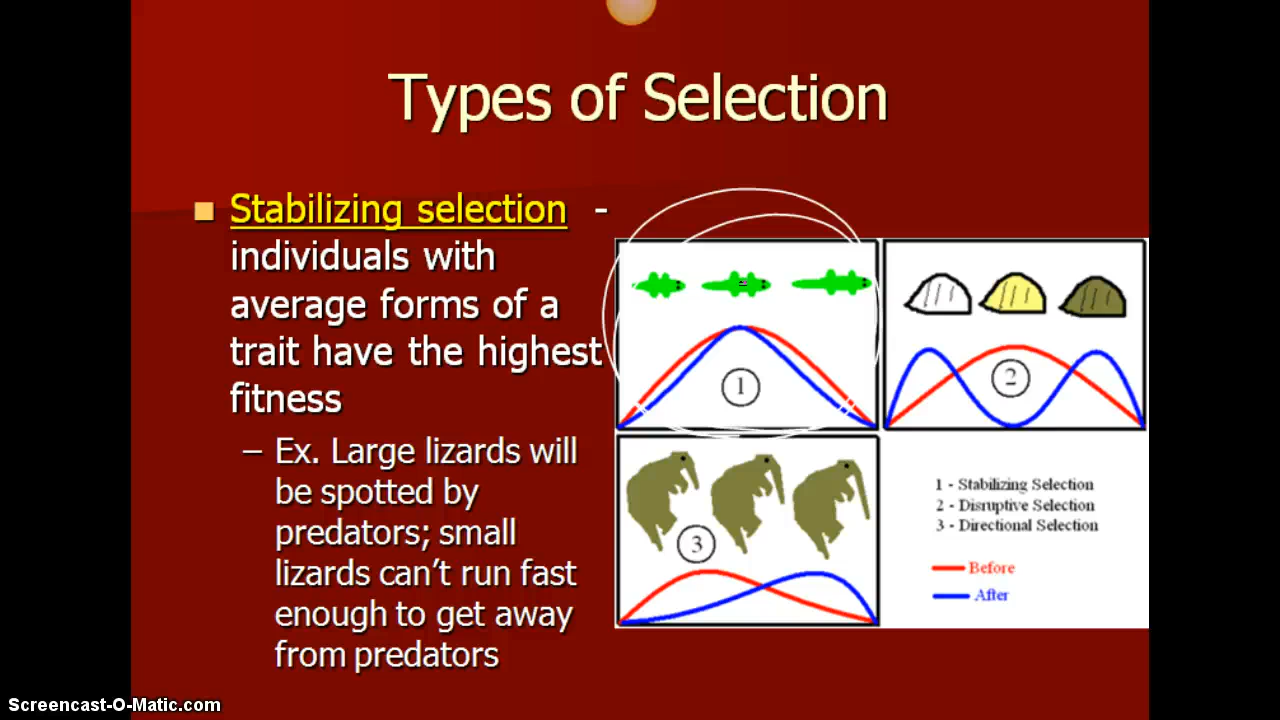 Types of Selection
Stabilizing selection -
individuals with
average forms of a
trait have the highest
fitness
– Ex. Large lizards will
be spotted by
predators; small
lizards can’t run fast
enough to get away
from predators
1
2
3
1 - Stabilizing Selection
2 - Disruptive Selection
3 - Directional Selection
Before
After
Screencast-O-Matic.com